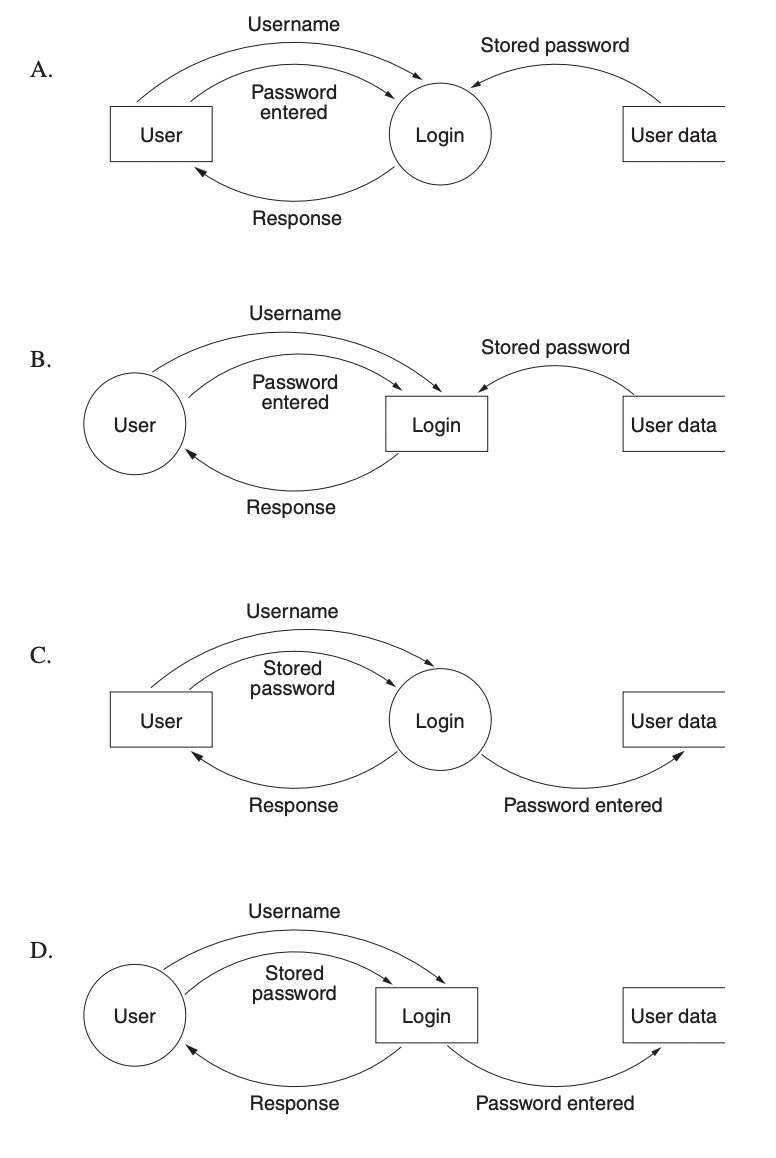 A.
Username
Stored password
Password
entered
User
Login
User data
Response
B.
Username
Stored password
Password
entered
User
Login
User data
Response
C.
Username
Stored
password
User
Login
User data
Response
Password entered
D.
Username
Stored
password
User
Login
User data
Response
Password entered